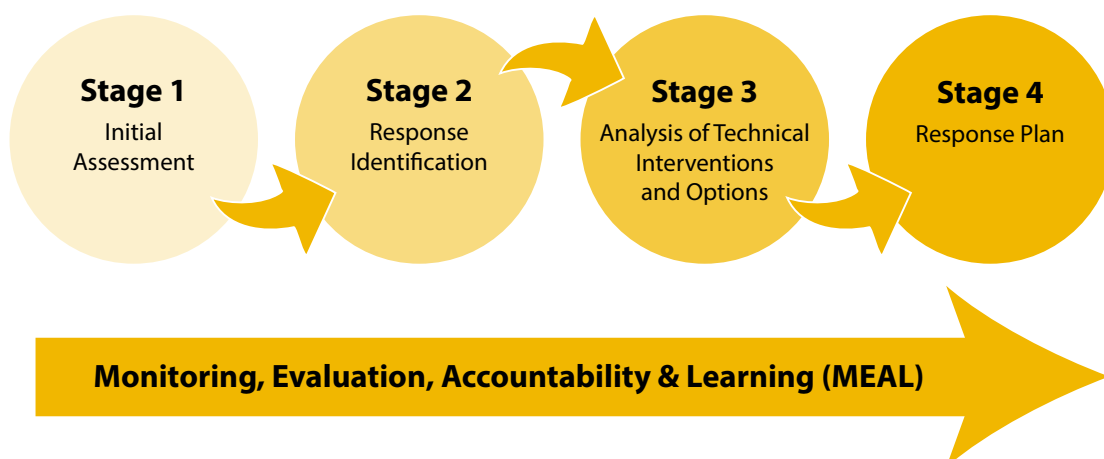 Stage 1
Initial
Assessment
Stage 2
Response
Identification
Stage 3
Analysis of Technical
Interventions
and Options
Stage 4
Response Plan
Monitoring, Evaluation, Accountability & Learning (MEAL)